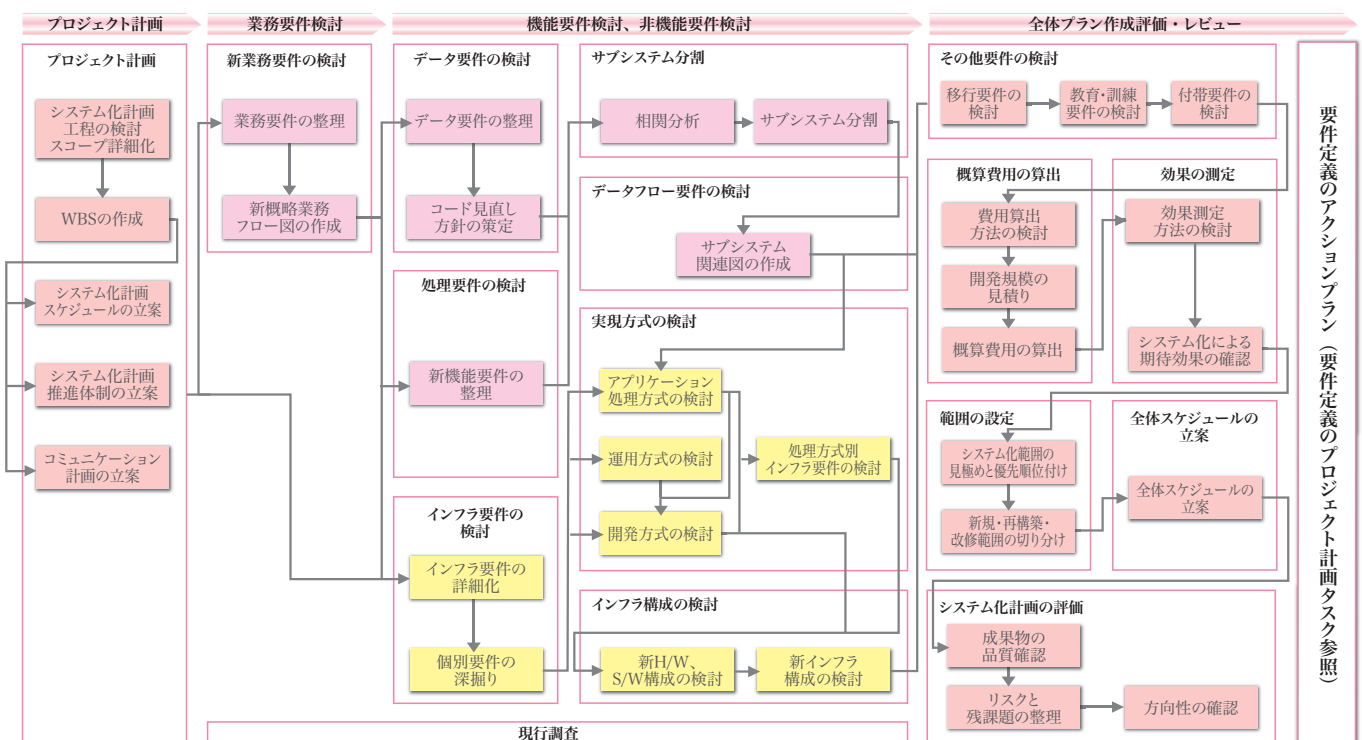 プロジェクト計画
業務要件検討
機能要件検討、非機能要件検討
全体プラン作成評価・レビュー
プロジェクト計画
システム化計画
工程の検討
スコープ詳細化
WBSの作成
システム化計画
スケジュールの立案
システム化計画
推進体制の立案
コミュニケーション
計画の立案
新業務要件の検討
業務要件の整理
新概略業務
フロー図の作成
データ要件の検討
データ要件の整理
コード見直し
方針の策定
処理要件の検討
新機能要件の
整理
インフラ要件の
検討
インフラ要件の
詳細化
個別要件の
深掘り
サブシステム分割
相関分析
サブシステム分割
データフロー要件の検討
サブシステム
関連図の作成
実現方式の検討
アプリケーション
処理方式の検討
運用方式の検討
処理方式別
インフラ要件の検討
開発方式の検討
インフラ構成の検討
新H/W、
S/W構成の検討
新インフラ
構成の検討
現行調査
その他要件の検討
移行要件の
検討
教育・訓練
要件の検討
付帯要件の
検討
概算費用の算出
費用算出
方法の検討
開発規模の
見積り
概算費用の算出
効果の測定
効果測定
方法の検討
システム化による
期待効果の確認
範囲の設定
システム化範囲の
見極めと優先順位付け
新規・再構築・
改修範囲の切り分け
全体スケジュールの
立案
全体スケジュールの
立案
システム化計画の評価
成果物の
品質確認
リスクと
残課題の整理
方向性の確認
要件定義のアクションプラン（要件定義のプロジェクト計画タスク参照）